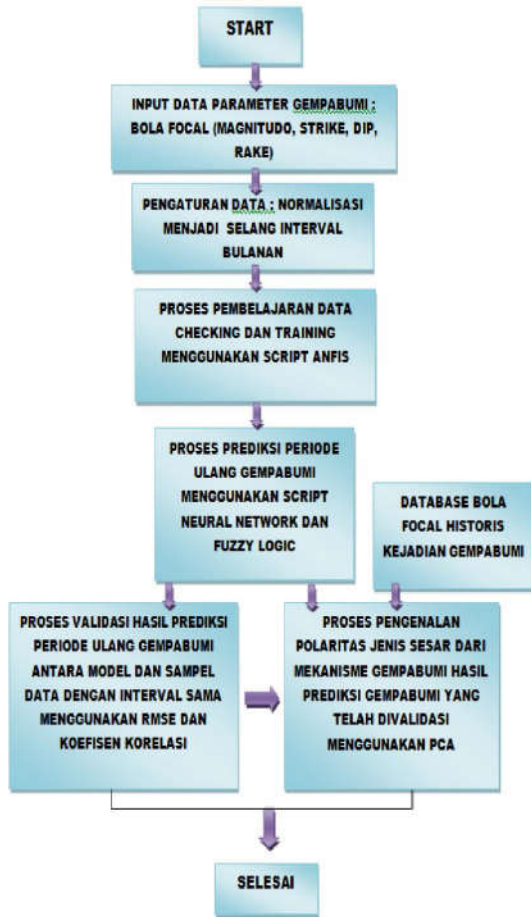 START
INPUT DATA PARAMETER GEMPABUMI :
BOLA FOCAL (MAGNITUDO, STRIKE, DIP,
RAKE)
PENGATURAN DATA : NORMALISASI
MENJADI SELANG INTERVAL
BULANAN
PROSES PEMBELAJARAN DATA
CHECKING DAN TRAINING
MENGGUNAKAN SCRIPT ANFIS
PROSES PREDIKSI PERIODE
ULANG GEMPABUMI
MENGGUNAKAN SCRIPT
NEURAL NETWORK DAN
FUZZY LOGIC
DATABASE BOLA
FOCAL HISTORIS
KEJADIAN GEMPABUMI
PROSES VALIDASI HASIL PREDIKSI
PERIODE ULANG GEMPABUMI
ANTARA MODEL DAN SAMPEL
DATA DENGAN INTERVAL SAMA
MENGGUNAKAN RMSE DAN
KOEFISEN KORELASI
PROSES PENGENALAN
POLARITAS JENIS SESAR DARI
MEKANISME GEMPABUMI HASIL
PREDIKSI GEMPABUMI YANG
TELAH DIVALIDASI
MENGGUNAKAN PCA
SELESAI